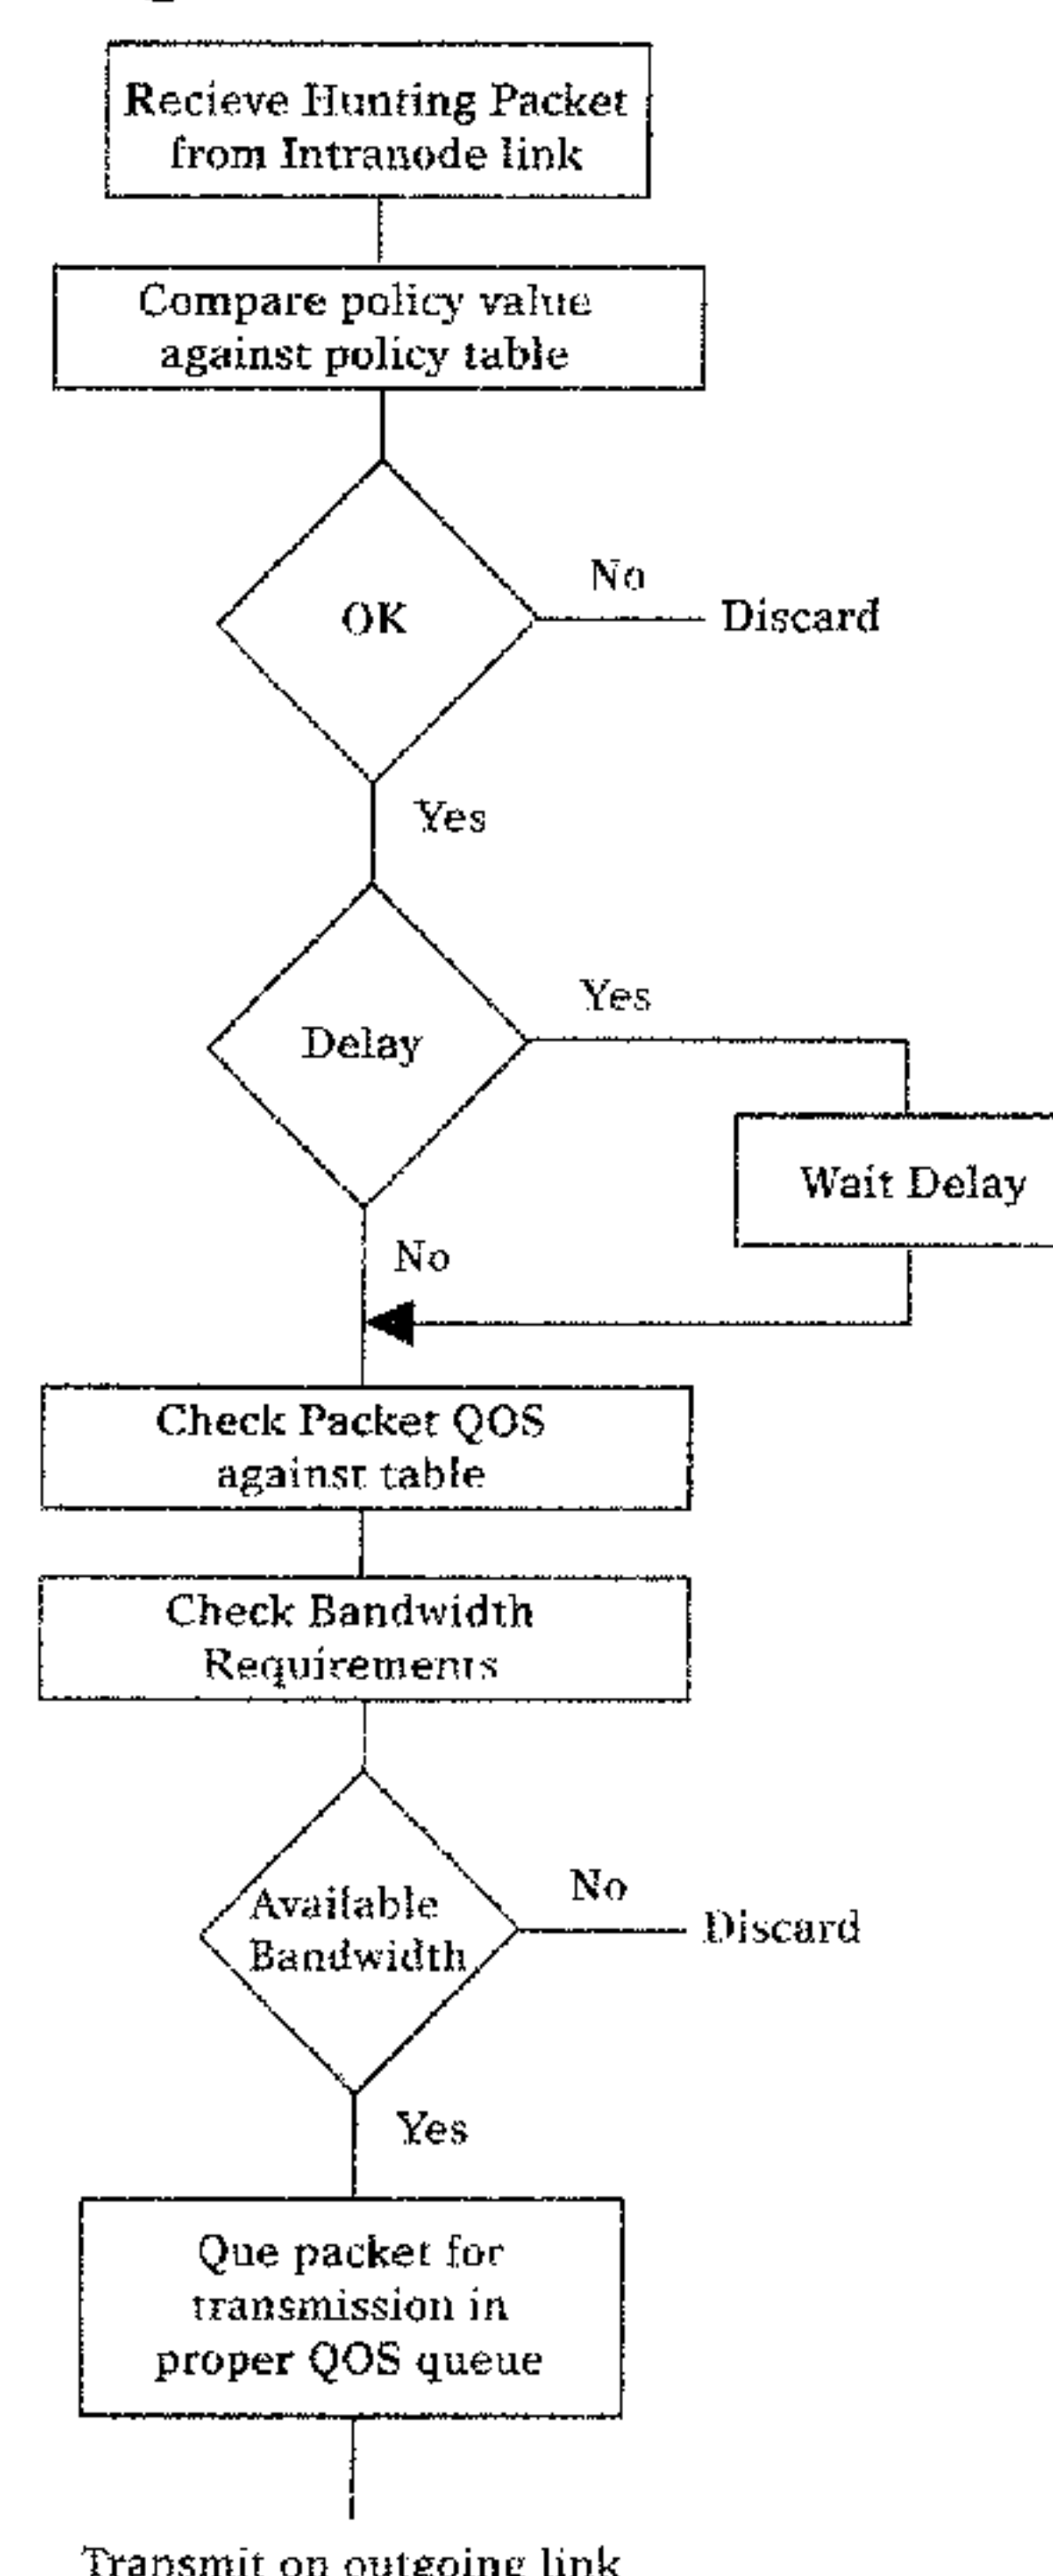 Recieve Hunting Packet
from Intranode link
Compare policy value
against policy table
OK
No
Discard
Yes
Delay
Yes
Wait Delay
No
Check Packet QOS
against table
Check Bandwidth
Requirements
Available
Bandwidth
No
Discard
Yes
Que packet for
transmission in
proper QOS queue
Transmit on outgoing link